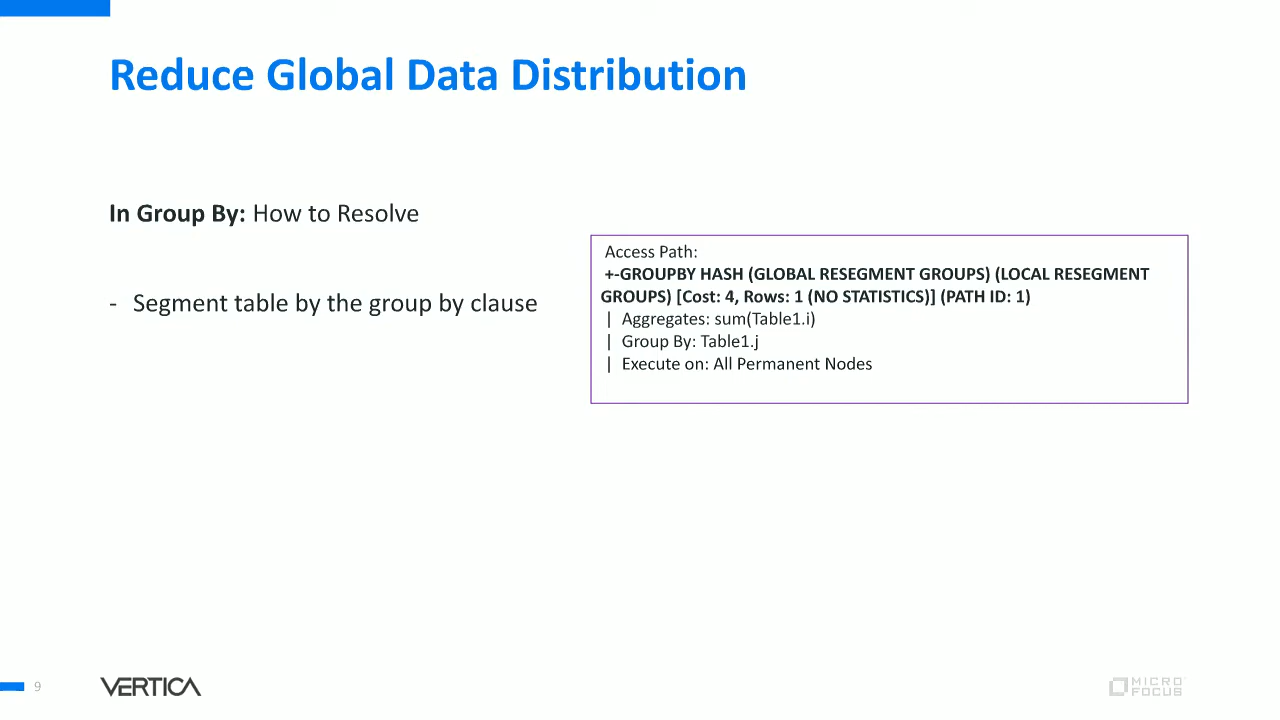 Reduce Global Data Distribution
In Group By: How to Resolve
- Segment table by the group by clause
Access Path:
+-GROUPBY HASH (GLOBAL RESEGMENT GROUPS) (LOCAL RESEGMENT
GROUPS) [Cost: 4, Rows: 1 (NO STATISTICS)] (PATH ID: 1)
| Aggregates: sum(Table1.i)
| Group By: Table1.j
| Execute on: All Permanent Nodes
9
VERTICA
MICRO
FOCUS